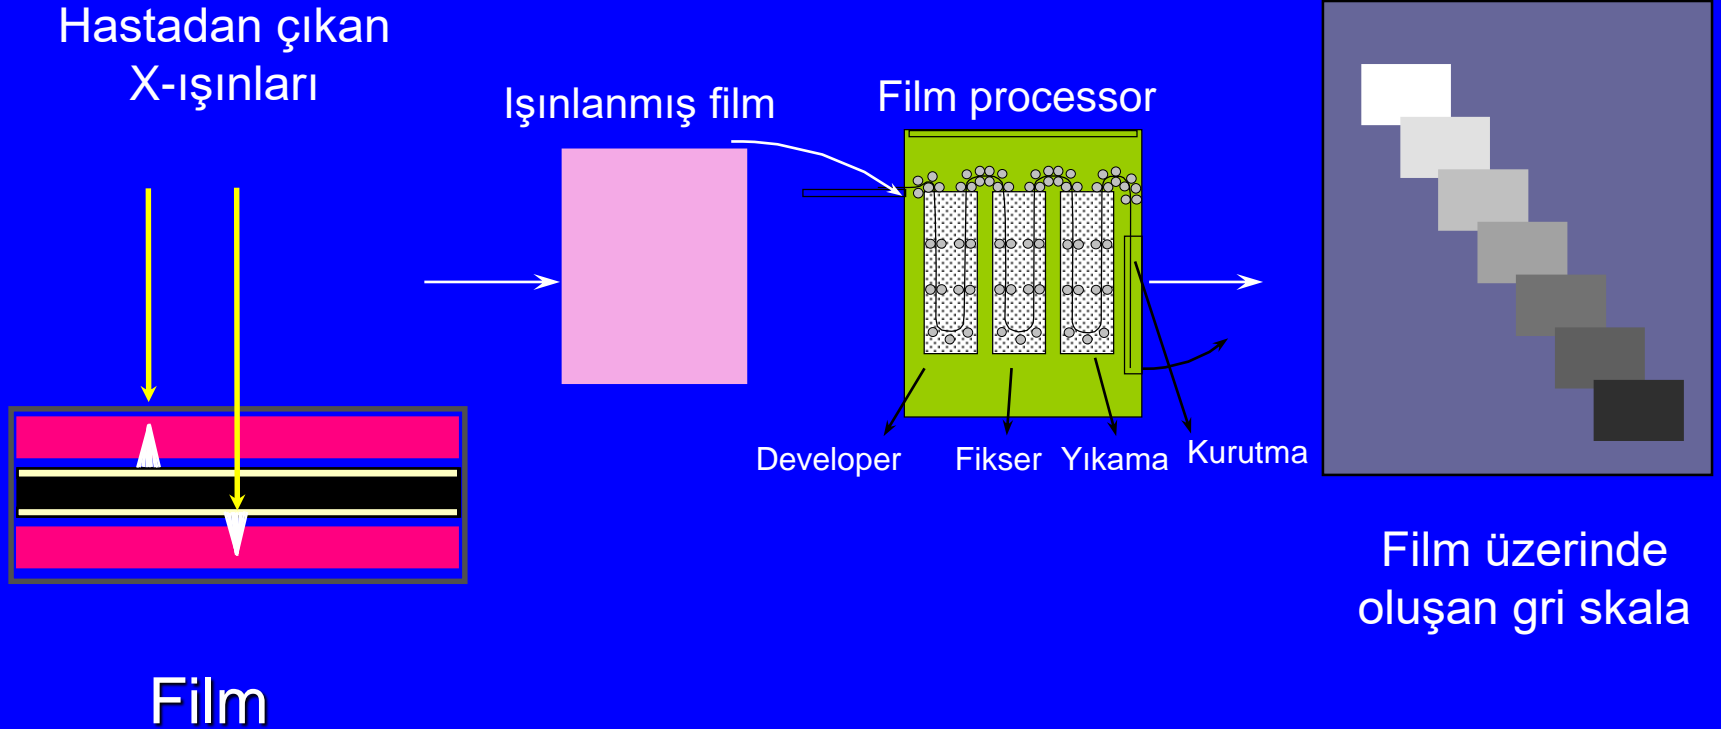 Hastadan çıkan
X-ışınları
Işınlanmış film
Film processor
Developer
Fikser
Yıkama
Kurutma
Film üzerinde
oluşan gri skala
Film